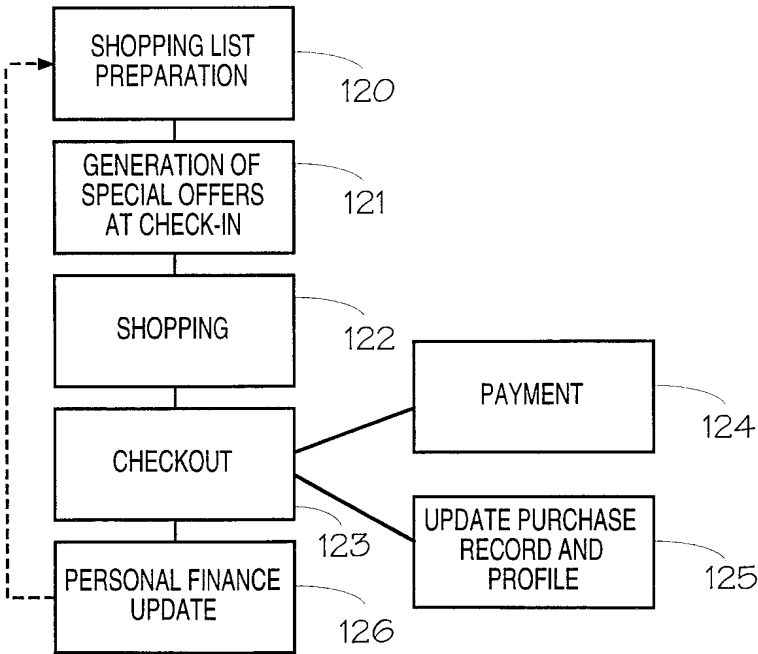 SHOPPING LIST
PREPARATION
120
GENERATION OF
SPECIAL OFFERS
AT CHECK-IN
121
SHOPPING
122
PAYMENT
124
CHECKOUT
123
UPDATE PURCHASE
RECORD AND
PROFILE
125
PERSONAL FINANCE
UPDATE
126